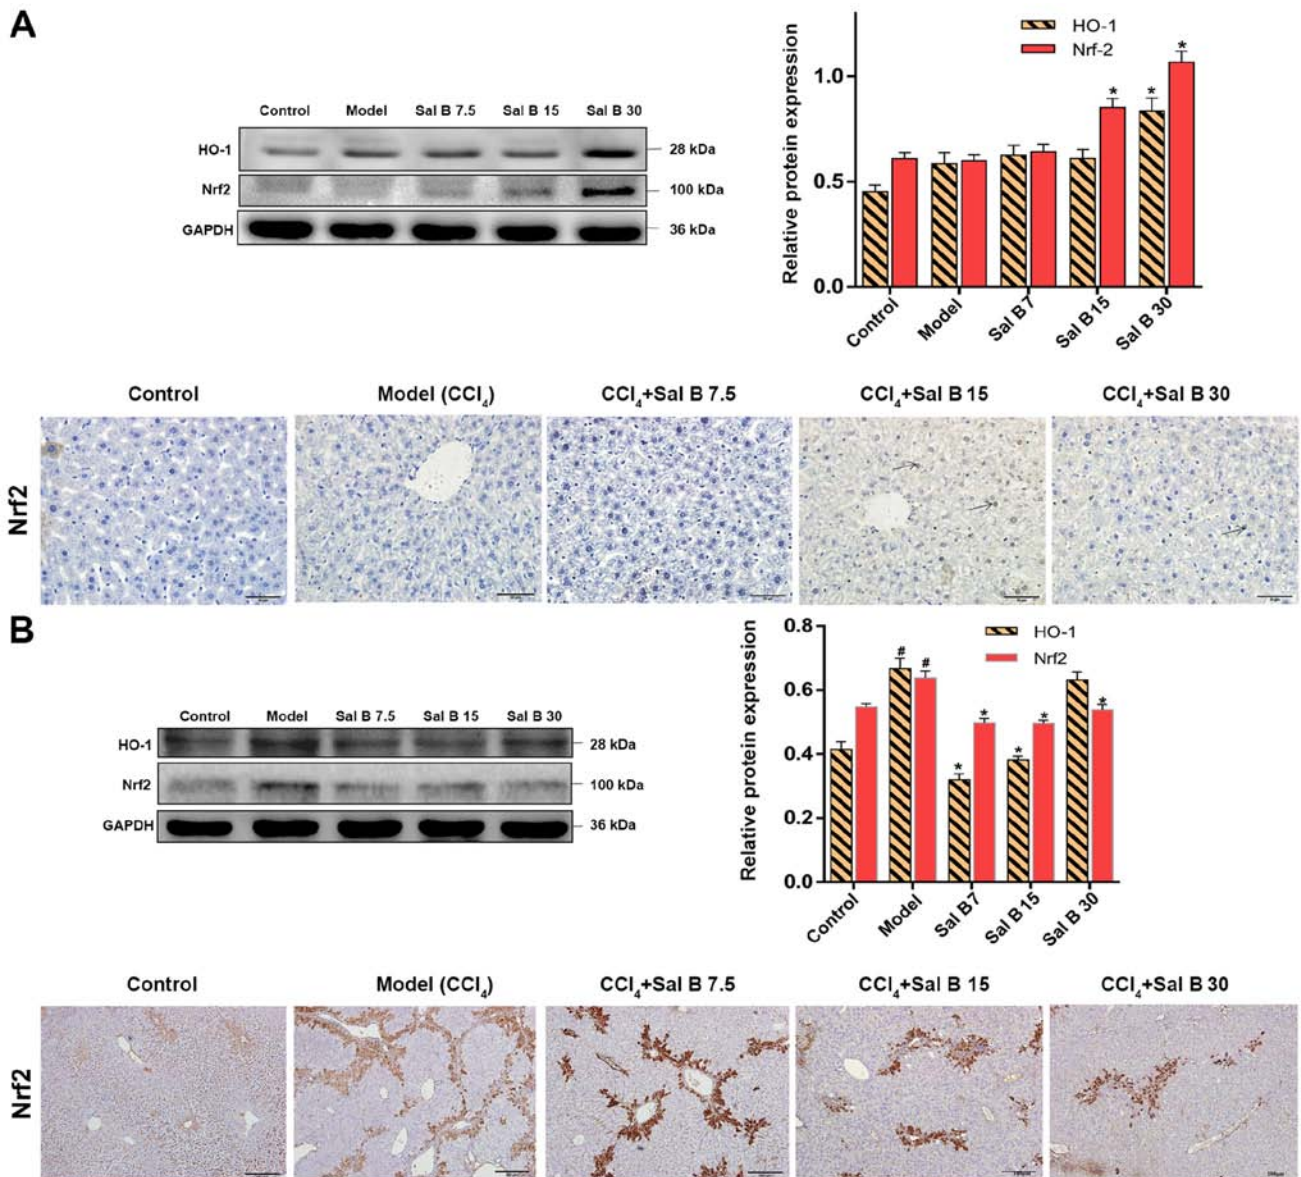 A
Control Model Sal B 7.5 Sal B 15 Sal B 30
HO-1 28 kDa
Nrf2 100 kDa
GAPDH 36 kDa
Relative protein expression
HO-1
Nrf-2
1.0
0.5
0.0
* * *
Control Model Sal B7 Sal B 15 Sal B 30
Control Model (CCl₄) CCl₄+Sal B 7.5 CCl₄+Sal B 15 CCl₄+Sal B 30
Nrf2
B
Control Model Sal B 7.5 Sal B 15 Sal B 30
HO-1 28 kDa
Nrf2 100 kDa
GAPDH 36 kDa
Relative protein expression
HO-1
Nrf2
0.8
0.6
0.4
0.2
0.0
# # * * * * *
Control Model Sal B7 Sal B 15 Sal B 30
Control Model (CCl₄) CCl₄+Sal B 7.5 CCl₄+Sal B 15 CCl₄+Sal B 30
Nrf2